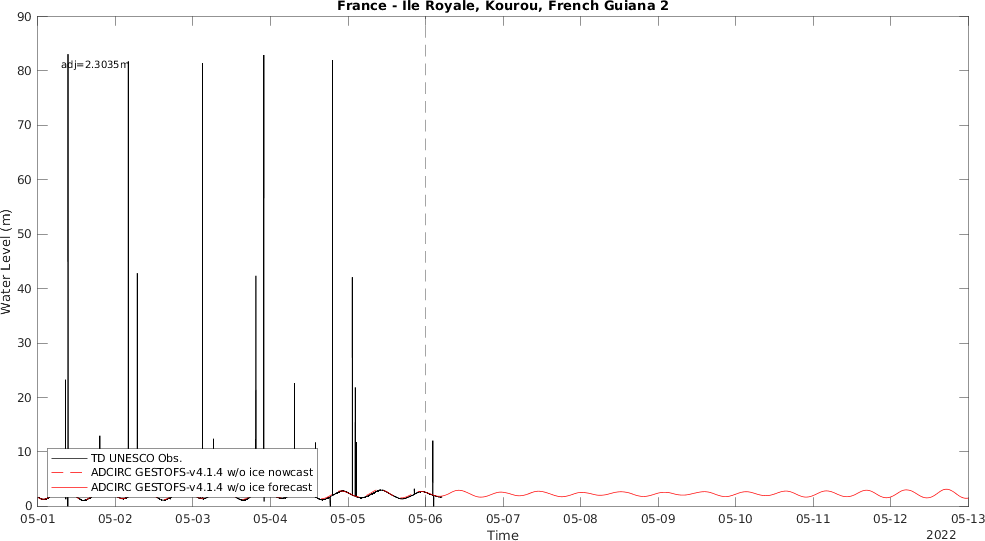 France - Ile Royale, Kourou, French Guiana 2
90
80
70
60
50
40
30
20
10
0
Water Level (m)
adj=2.3035m
TD UNESCO Obs.
ADCIRC GESTOFS-v4.1.4 w/o ice nowcast
ADCIRC GESTOFS-v4.1.4 w/o ice forecast
05-01 05-02 05-03 05-04 05-05 05-06 05-07 05-08 05-09 05-10 05-11 05-12 05-13
Time
2022